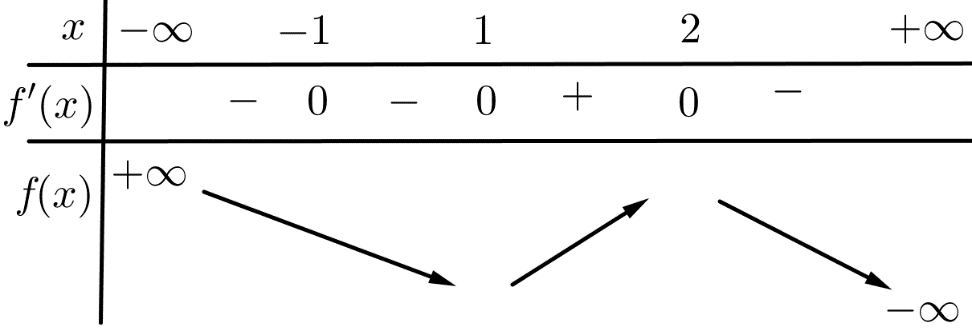 x −∞ −1 1 2 +∞
f′(x) − 0 − 0 + 0 −
f(x) +∞ −∞